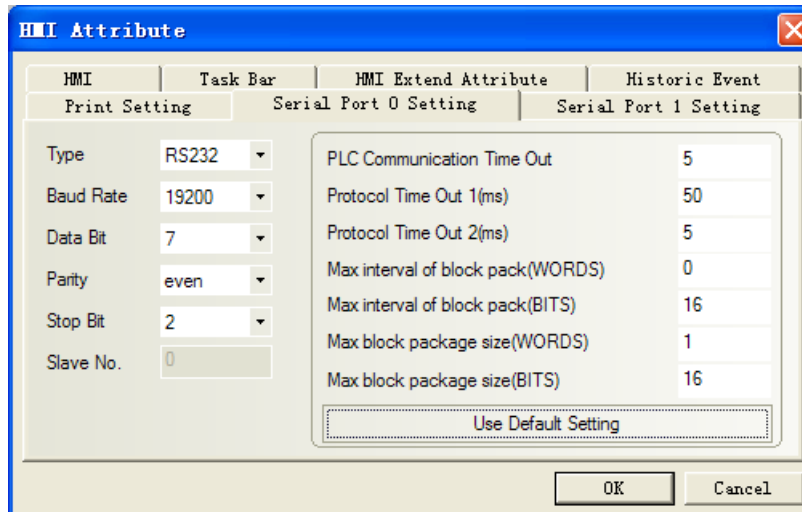 HMI Attribute
HMI Task Bar HMI Extend Attribute Historic Event
Print Setting Serial Port 0 Setting Serial Port 1 Setting
Type RS232
Baud Rate 19200
Data Bit 7
Parity even
Stop Bit 2
Slave No. 0
PLC Communication Time Out 5
Protocol Time Out 1(ms) 50
Protocol Time Out 2(ms) 5
Max interval of block pack(WORDS) 0
Max interval of block pack(BITS) 16
Max block package size(WORDS) 1
Max block package size(BITS) 16
Use Default Setting
OK Cancel